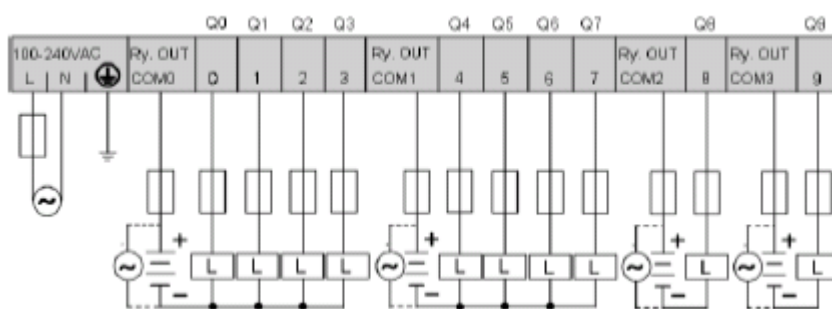 Q0 Q1 Q2 Q3 Q4 Q5 Q6 Q7 Q8 Q9
100-240VAC Ry. OUT Ry. OUT Ry. OUT Ry. OUT
L N COM0 0 1 2 3 COM1 4 5 6 7 COM2 8 COM3 9
+ + + +
~ ~ L L L L ~ L L L L ~ L ~ L
- - - -